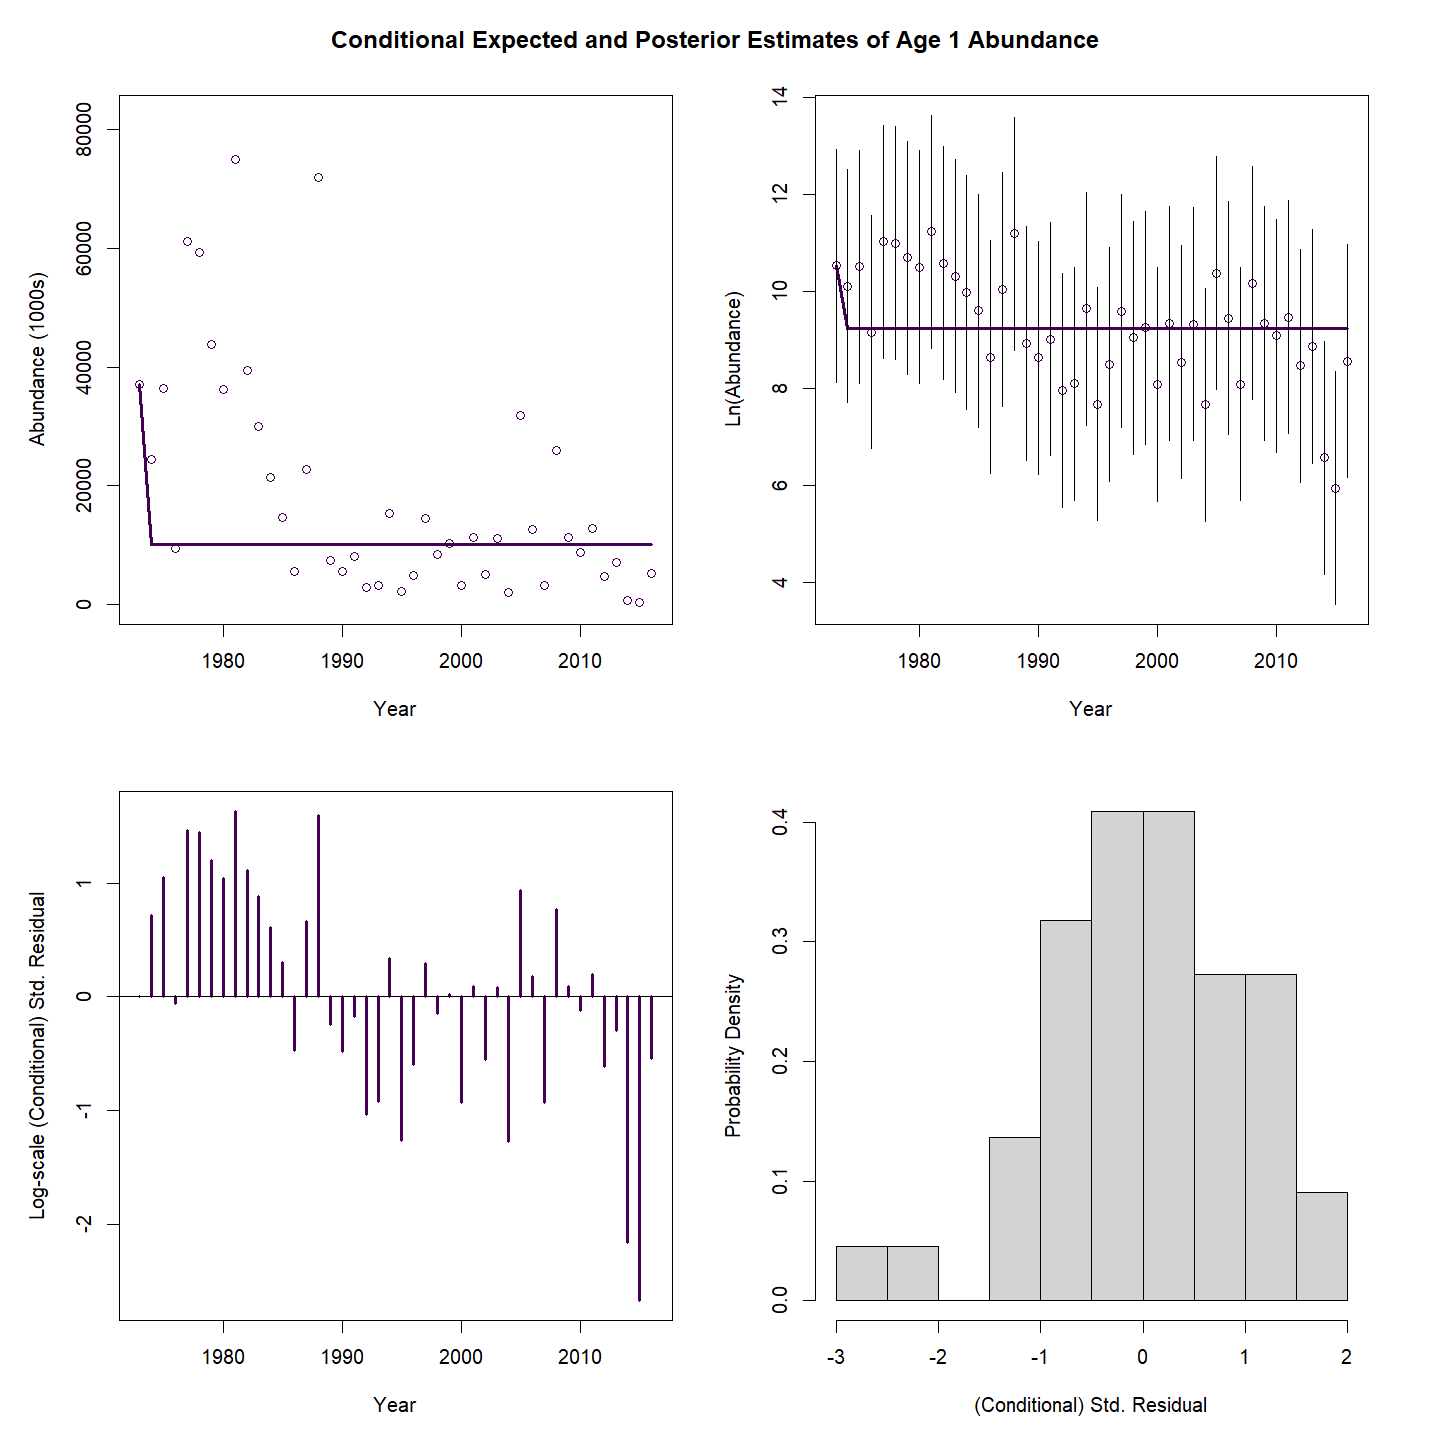 Conditional Expected and Posterior Estimates of Age 1 Abundance
Abundance (1000s)
80000
60000
40000
20000
0
1980 1990 2000 2010
Year
Ln(Abundance)
14
12
10
8
6
4
1980 1990 2000 2010
Year
Log-scale (Conditional) Std. Residual
1
0
-1
-2
1980 1990 2000 2010
Year
Probability Density
0.4
0.3
0.2
0.1
0.0
-3 -2 -1 0 1 2
(Conditional) Std. Residual